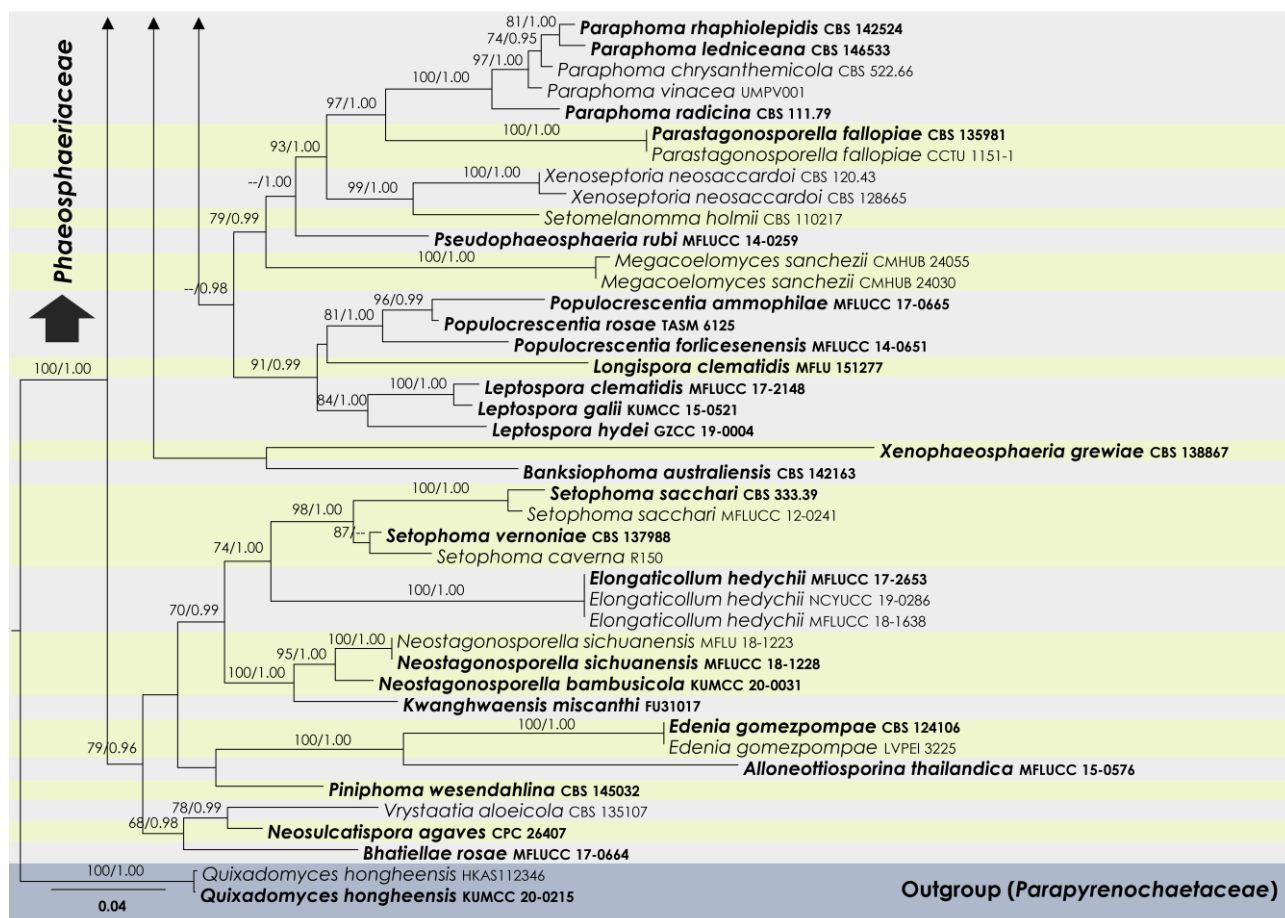 81/1.00
Paraphoma rhaphiolepidis CBS 142524
74/0.95
Paraphoma ledniceana CBS 146533
97/1.00
Paraphoma chrysanthemicola CBS 522.66
100/1.00
Paraphoma vinacea UMPV001
97/1.00
Paraphoma radicina CBS 111.79
100/1.00
Parastagonosporella fallopiae CBS 135981
93/1.00
Parastagonosporella fallopiae CCTU 1151-1
100/1.00
Xenoseptoria neosaccardoi CBS 120.43
--/1.00
99/1.00
Xenoseptoria neosaccardoi CBS 128665
79/0.99
Setomelanomma holmii CBS 110217
Pseudophaeosphaeria rubi MFLUCC 14-0259
100/1.00
Megacoelomyces sanchezii CMHUB 24055
--/0.98
Megacoelomyces sanchezii CMHUB 24030
96/0.99
Populocrescentia ammophilae MFLUCC 17-0665
81/1.00
Populocrescentia rosae TASM 6125
Populocrescentia forlicesenensis MFLUCC 14-0651
91/0.99
Longispora clematidis MFLU 151277
100/1.00
Leptospora clematidis MFLUCC 17-2148
84/1.00
Leptospora galii KUMCC 15-0521
Leptospora hydei GZCC 19-0004
Phaeosphaeriaceae
100/1.00
Xenophaeosphaeria grewiae CBS 138867
Banksiophoma australiensis CBS 142163
100/1.00
Setophoma sacchari CBS 333.39
98/1.00
Setophoma sacchari MFLUCC 12-0241
87/--
Setophoma vernoniae CBS 137988
74/1.00
Setophoma caverna R150
100/1.00
Elongaticollum hedychii MFLUCC 17-2653
Elongaticollum hedychii NCYUCC 19-0286
70/0.99
Elongaticollum hedychii MFLUCC 18-1638
100/1.00
Neostagonosporella sichuanensis MFLU 18-1223
95/1.00
Neostagonosporella sichuanensis MFLUCC 18-1228
100/1.00
Neostagonosporella bambusicola KUMCC 20-0031
Kwanghwaensis miscanthi FU31017
100/1.00
Edenia gomezpompae CBS 124106
100/1.00
Edenia gomezpompae LVPEI 3225
79/0.96
Alloneottiosporina thailandica MFLUCC 15-0576
Piniphoma wesendahlina CBS 145032
78/0.99
Vrystaatia aloeicola CBS 135107
68/0.98
Neosulcatispora agaves CPC 26407
Bhatiellae rosae MFLUCC 17-0664
100/1.00
Quixadomyces hongheensis HKAS112346
Quixadomyces hongheensis KUMCC 20-0215
0.04
Outgroup (Parapyrenochaetaceae)